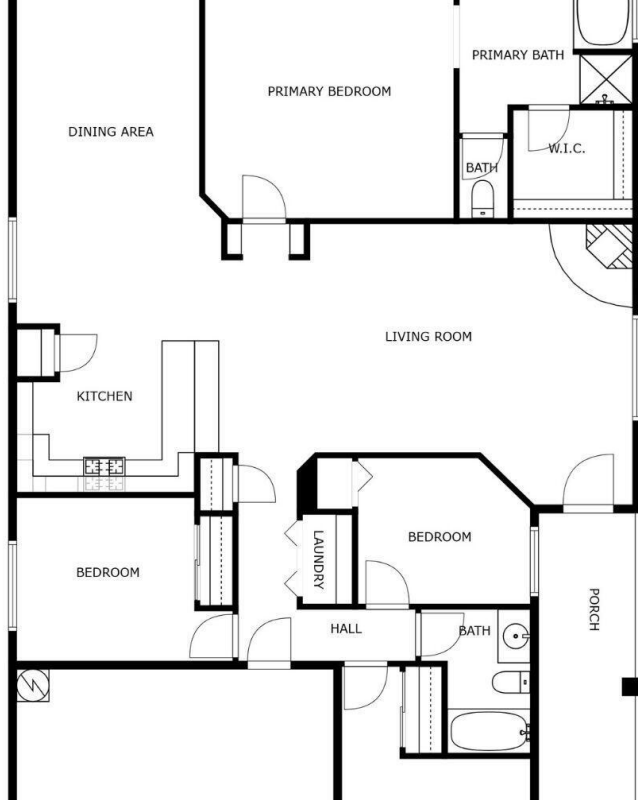 PRIMARY BATH
PRIMARY BEDROOM
DINING AREA
W.I.C.
BATH
LIVING ROOM
KITCHEN
BEDROOM
LAUNDRY
BEDROOM
PORCH
HALL
BATH